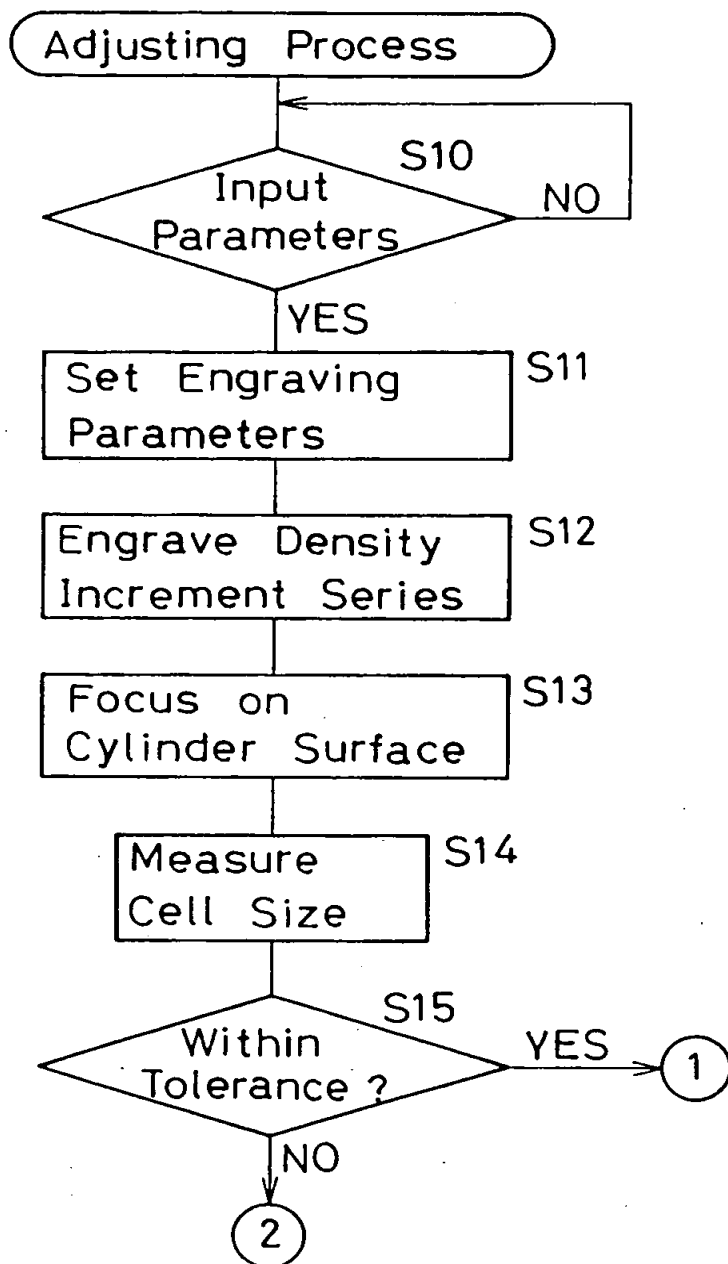 Adjusting Process
S10
Input
Parameters
NO
YES
S11
Set Engraving
Parameters
S12
Engrave Density
Increment Series
S13
Focus on
Cylinder Surface
S14
Measure
Cell Size
S15
Within
Tolerance ?
YES
1
NO
2